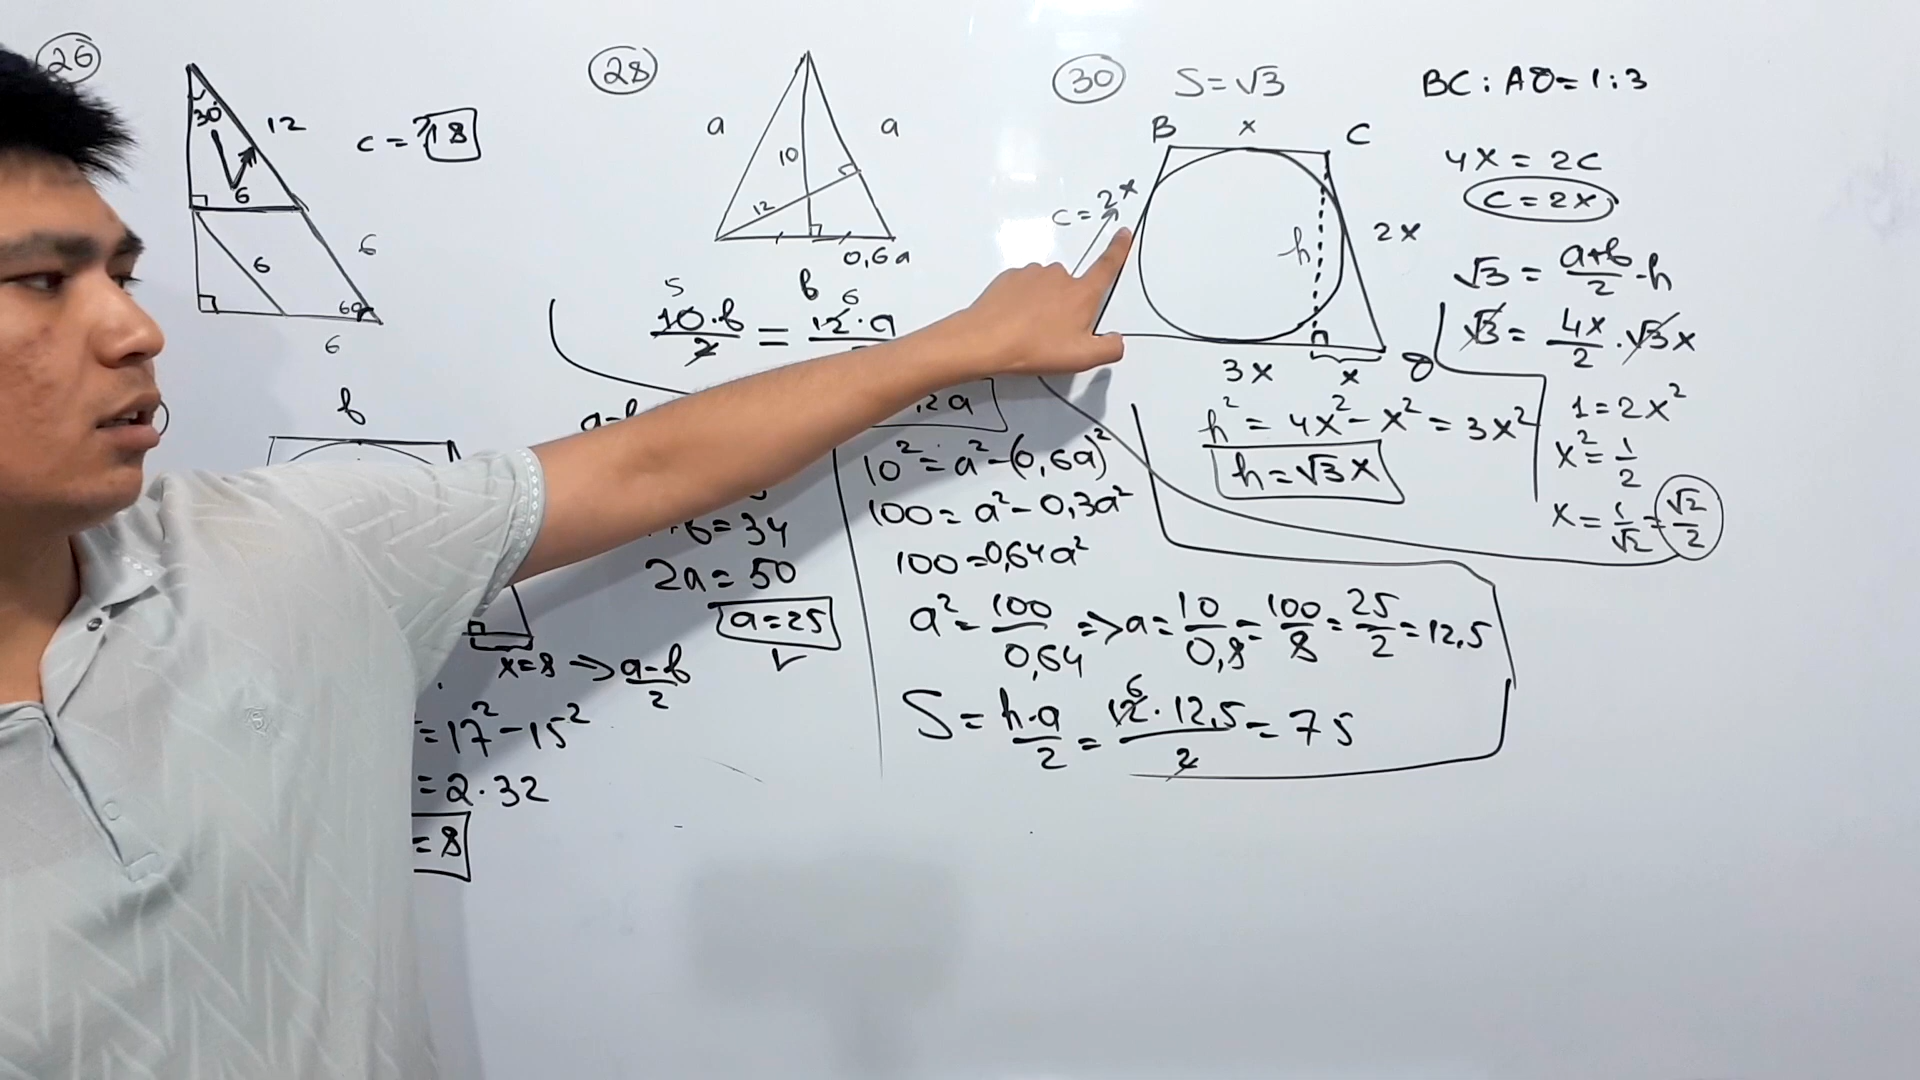 26
30°
12
6
c = ? 18
6
6
60°
6
b
x=8 => a-b/2
= 17² - 15²
= 2·32
= 8
28
a
a
10
12
0,6a
b
5
6
10·b/2 = 12·a
a-b
,2a
b=34
2a=50
a=25
10² = a² - (0,6a)²
100 = a² - 0,3a²
100 = 0,64a²
a² = 100/0,64 => a = 10/0,8 = 100/8 = 25/2 = 12,5
S = h·a/2 = 12·12,5/2 = 75
6
30
S = √3
BC : AD = 1:3
B
x
C
c = 2x
h
2x
3x
x
D
h² = 4x² - x² = 3x²
h = √3x
4x = 2c
c = 2x
√3 = a+b/2 · h
√3 = 4x/2 · √3x
1 = 2x²
x² = 1/2
x = 1/√2 = √2/2